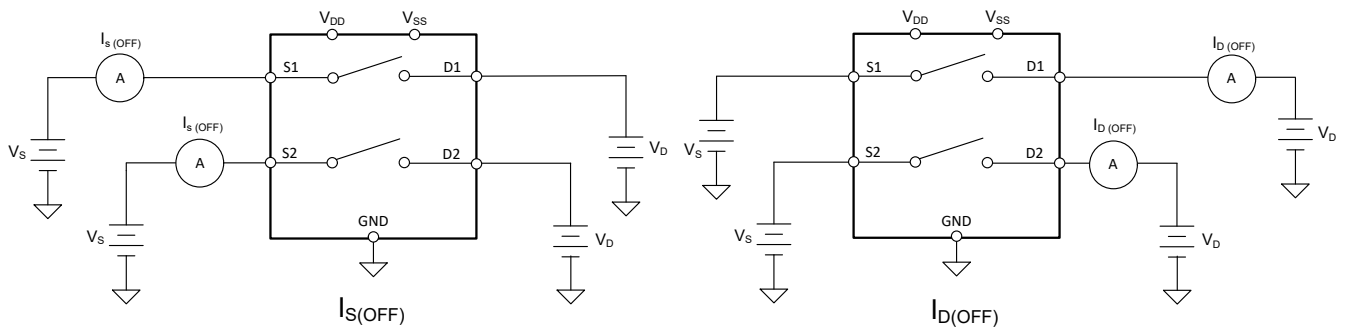 VDD VSS
IS (OFF)
A S1 D1
IS (OFF)
VS A S2 D2 VD
GND
VS VD
IS(OFF)
VDD VSS
ID (OFF)
S1 D1 A
ID (OFF)
VS S2 D2 A VD
GND
VS VD
ID(OFF)